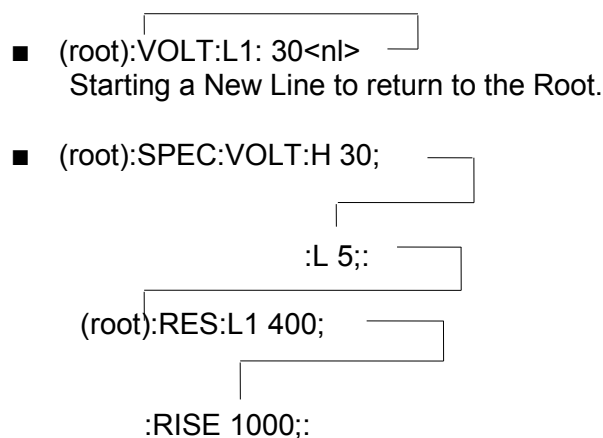 ■ (root):VOLT:L1: 30<nl>
Starting a New Line to return to the Root.
■ (root):SPEC:VOLT:H 30;
:L 5;:
(root):RES:L1 400;
:RISE 1000;: